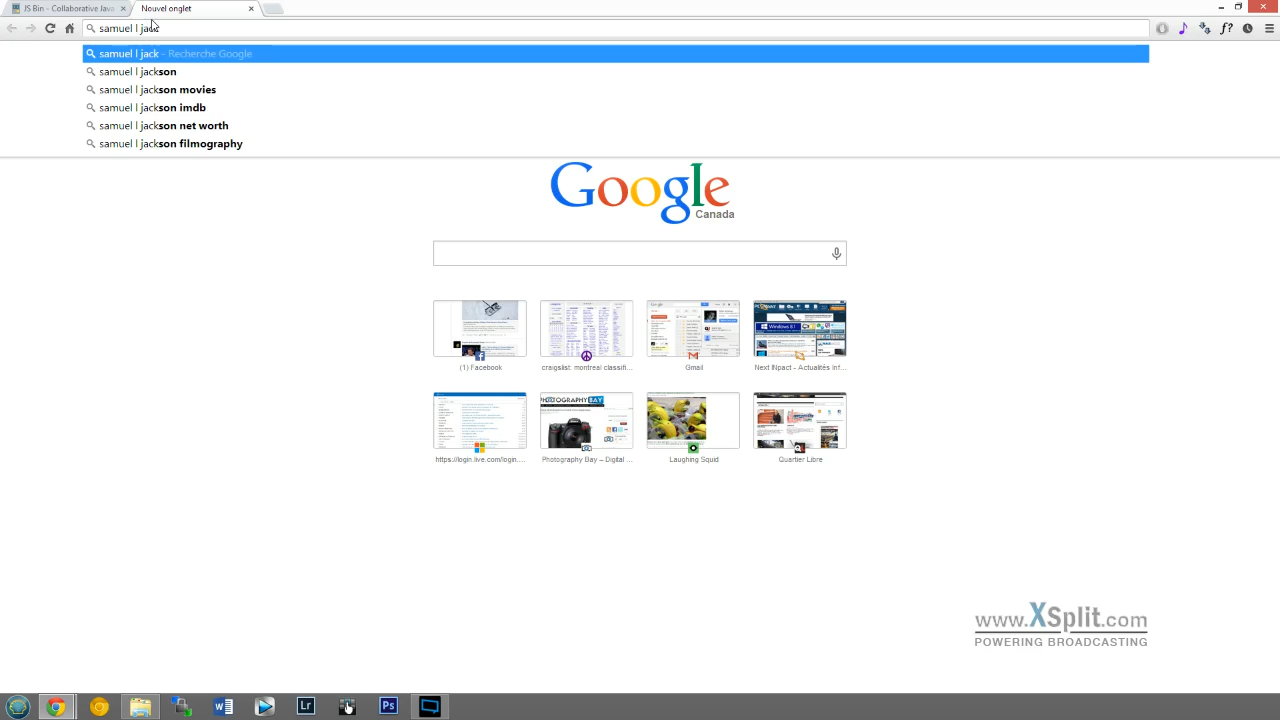 JS Bin - Collaborative Java
Nouvel onglet
samuel l jack
samuel l jack - Recherche Google
samuel l jackson
samuel l jackson movies
samuel l jackson imdb
samuel l jackson net worth
samuel l jackson filmography
Google
Canada
(1) Facebook
craigslist: montreal classifi...
Gmail
Next INpact - Actualités inf...
https://login.live.com/login....
Photography Bay – Digital ...
Laughing Squid
Quartier Libre
www.XSplit.com
POWERING BROADCASTING
Lr
Ps